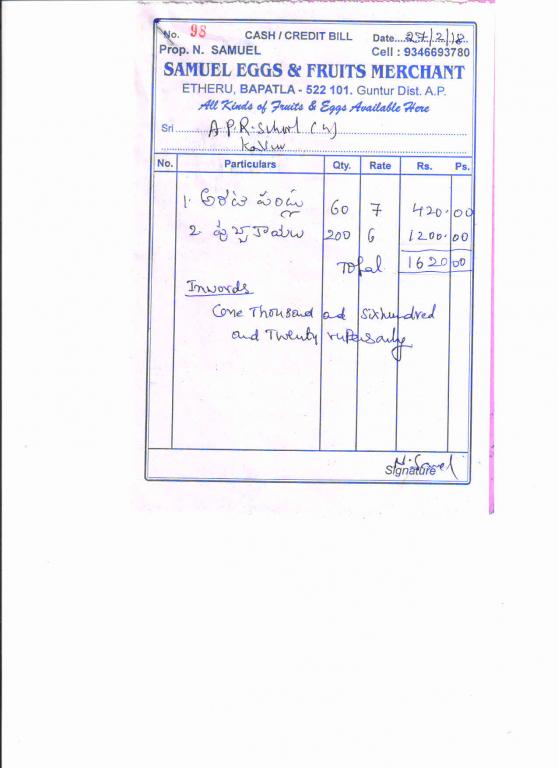 No. 98 CASH / CREDIT BILL Date....27/2/18
Prop. N. SAMUEL Cell : 9346693780
SAMUEL EGGS & FRUITS MERCHANT
ETHERU, BAPATLA - 522 101. Guntur Dist. A.P.
All Kinds of Fruits & Eggs Available Here
Sri A.P.R. School (G)
No. Particulars Qty. Rate Rs. Ps.
1. అరటి పండ్లు 60 7 420.00
2. 200 6 1200.00
Total 1620 00
Inwords
One Thousand and Sixhundred
and Twenty rupees only
Signature